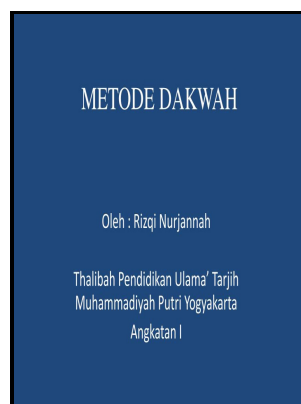 METODE DAKWAH
Oleh : Rizqi Nurjannah
Thalibah Pendidikan Ulama' Tarjih
Muhammadiyah Putri Yogyakarta
Angkatan I